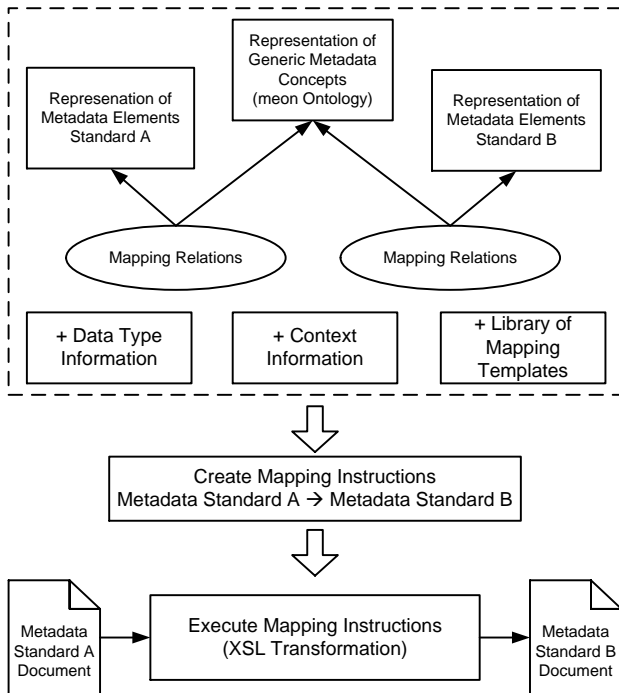 Representation of
Generic Metadata
Concepts
(meon Ontology)
Represenation of
Metadata Elements
Standard A
Representation of
Metadata Elements
Standard B
Mapping Relations
Mapping Relations
+ Data Type
Information
+ Context
Information
+ Library of
Mapping
Templates
Create Mapping Instructions
Metadata Standard A → Metadata Standard B
Metadata
Standard A
Document
Execute Mapping Instructions
(XSL Transformation)
Metadata
Standard B
Document